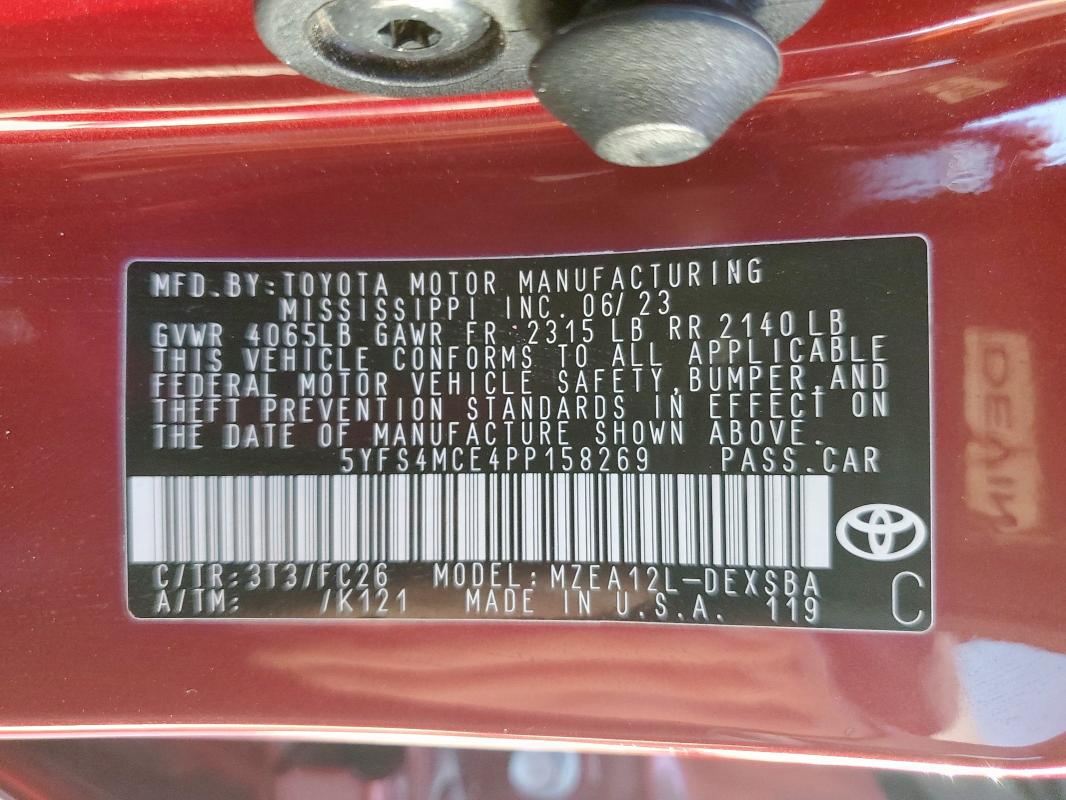 MFD. BY: TOYOTA MOTOR MANUFACTURING
MISSISSIPPI INC. 06/23
GVWR 4065LB GAWR FR 2315 LB RR 2140 LB
THIS VEHICLE CONFORMS TO ALL APPLICABLE
FEDERAL MOTOR VEHICLE SAFETY, BUMPER, AND
THEFT PREVENTION STANDARDS IN EFFECT ON
THE DATE OF MANUFACTURE SHOWN ABOVE.
5YFS4MCE4PP158269 PASS. CAR
C/TR: 3T3/FC26 MODEL: MZEA12L-DEXSBA
A/TM: /K121 MADE IN U.S.A. 119
C